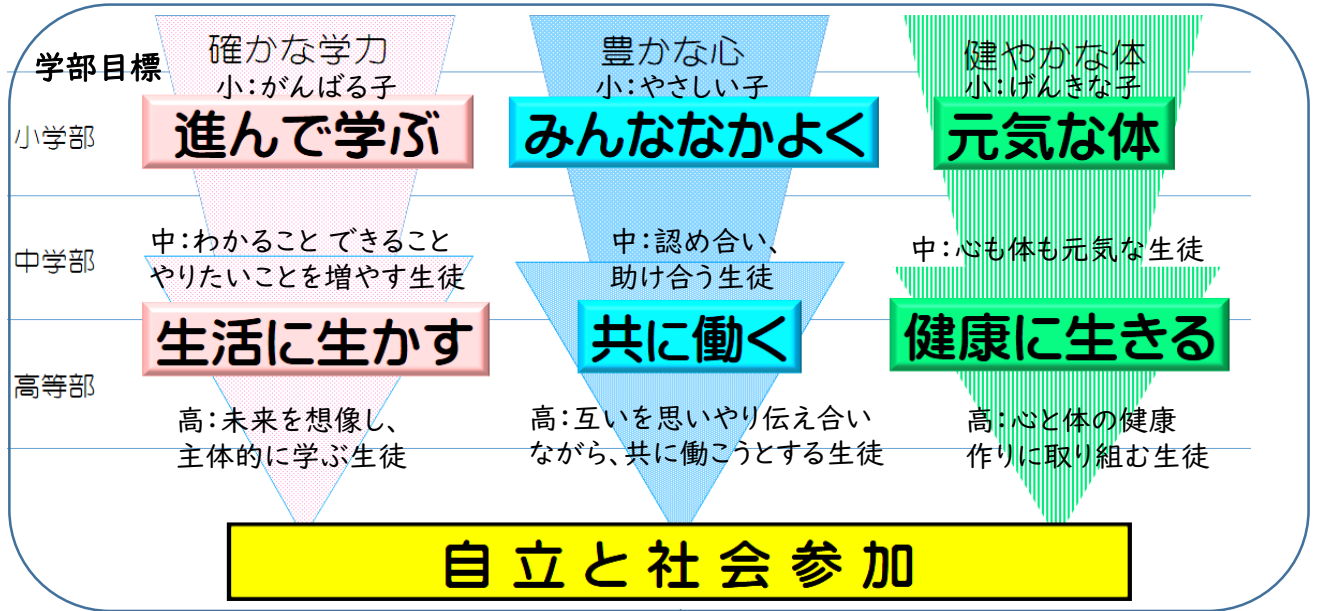 学部目標
確かな学力
小：がんばる子
進んで学ぶ
豊かな心
小：やさしい子
みんななかよく
健やかな体
小：げんきな子
元気な体
小学部
中学部
中：わかること できること
やりたいことを増やす生徒
生活に生かす
中：認め合い、
助け合う生徒
共に働く
中：心も体も元気な生徒
健康に生きる
高等部
高：未来を想像し、
主体的に学ぶ生徒
高：互いを思いやり伝え合い
ながら、共に働こうとする生徒
高：心と体の健康
作りに取り組む生徒
自立と社会参加